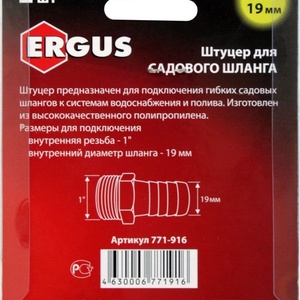 19 мм
ERGUS
Штуцер для
САДОВОГО ШЛАНГА
Штуцер предназначен для подключения гибких садовых
шлангов к системам водоснабжения и полива. Изготовлен
из высококачественного полипропилена.
Размеры для подключения
внутренняя резьба - 1"
внутренний диаметр шланга - 19 мм
1"
19мм
Артикул 771-916
4 630006 771916